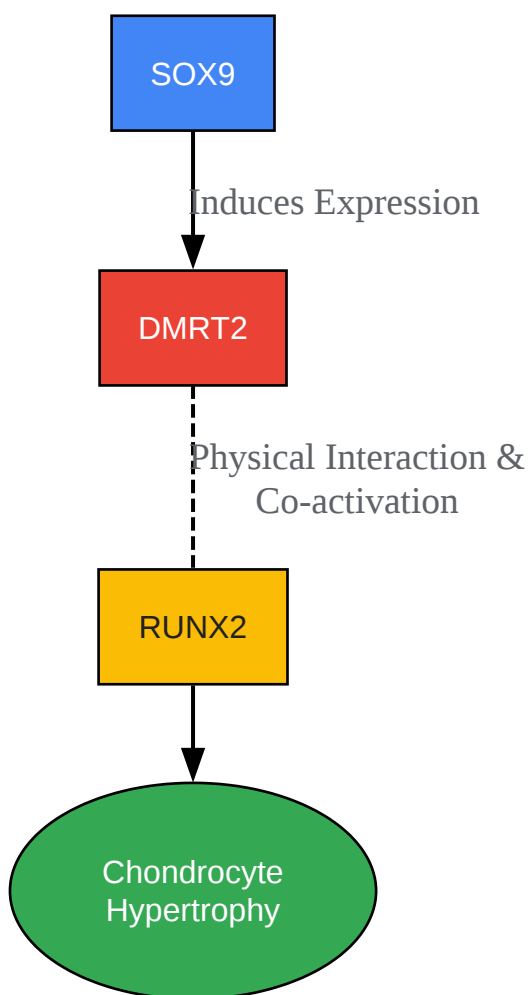 SOX9
Induces Expression
DMRT2
Physical Interaction &
Co-activation
RUNX2
Chondrocyte
Hypertrophy